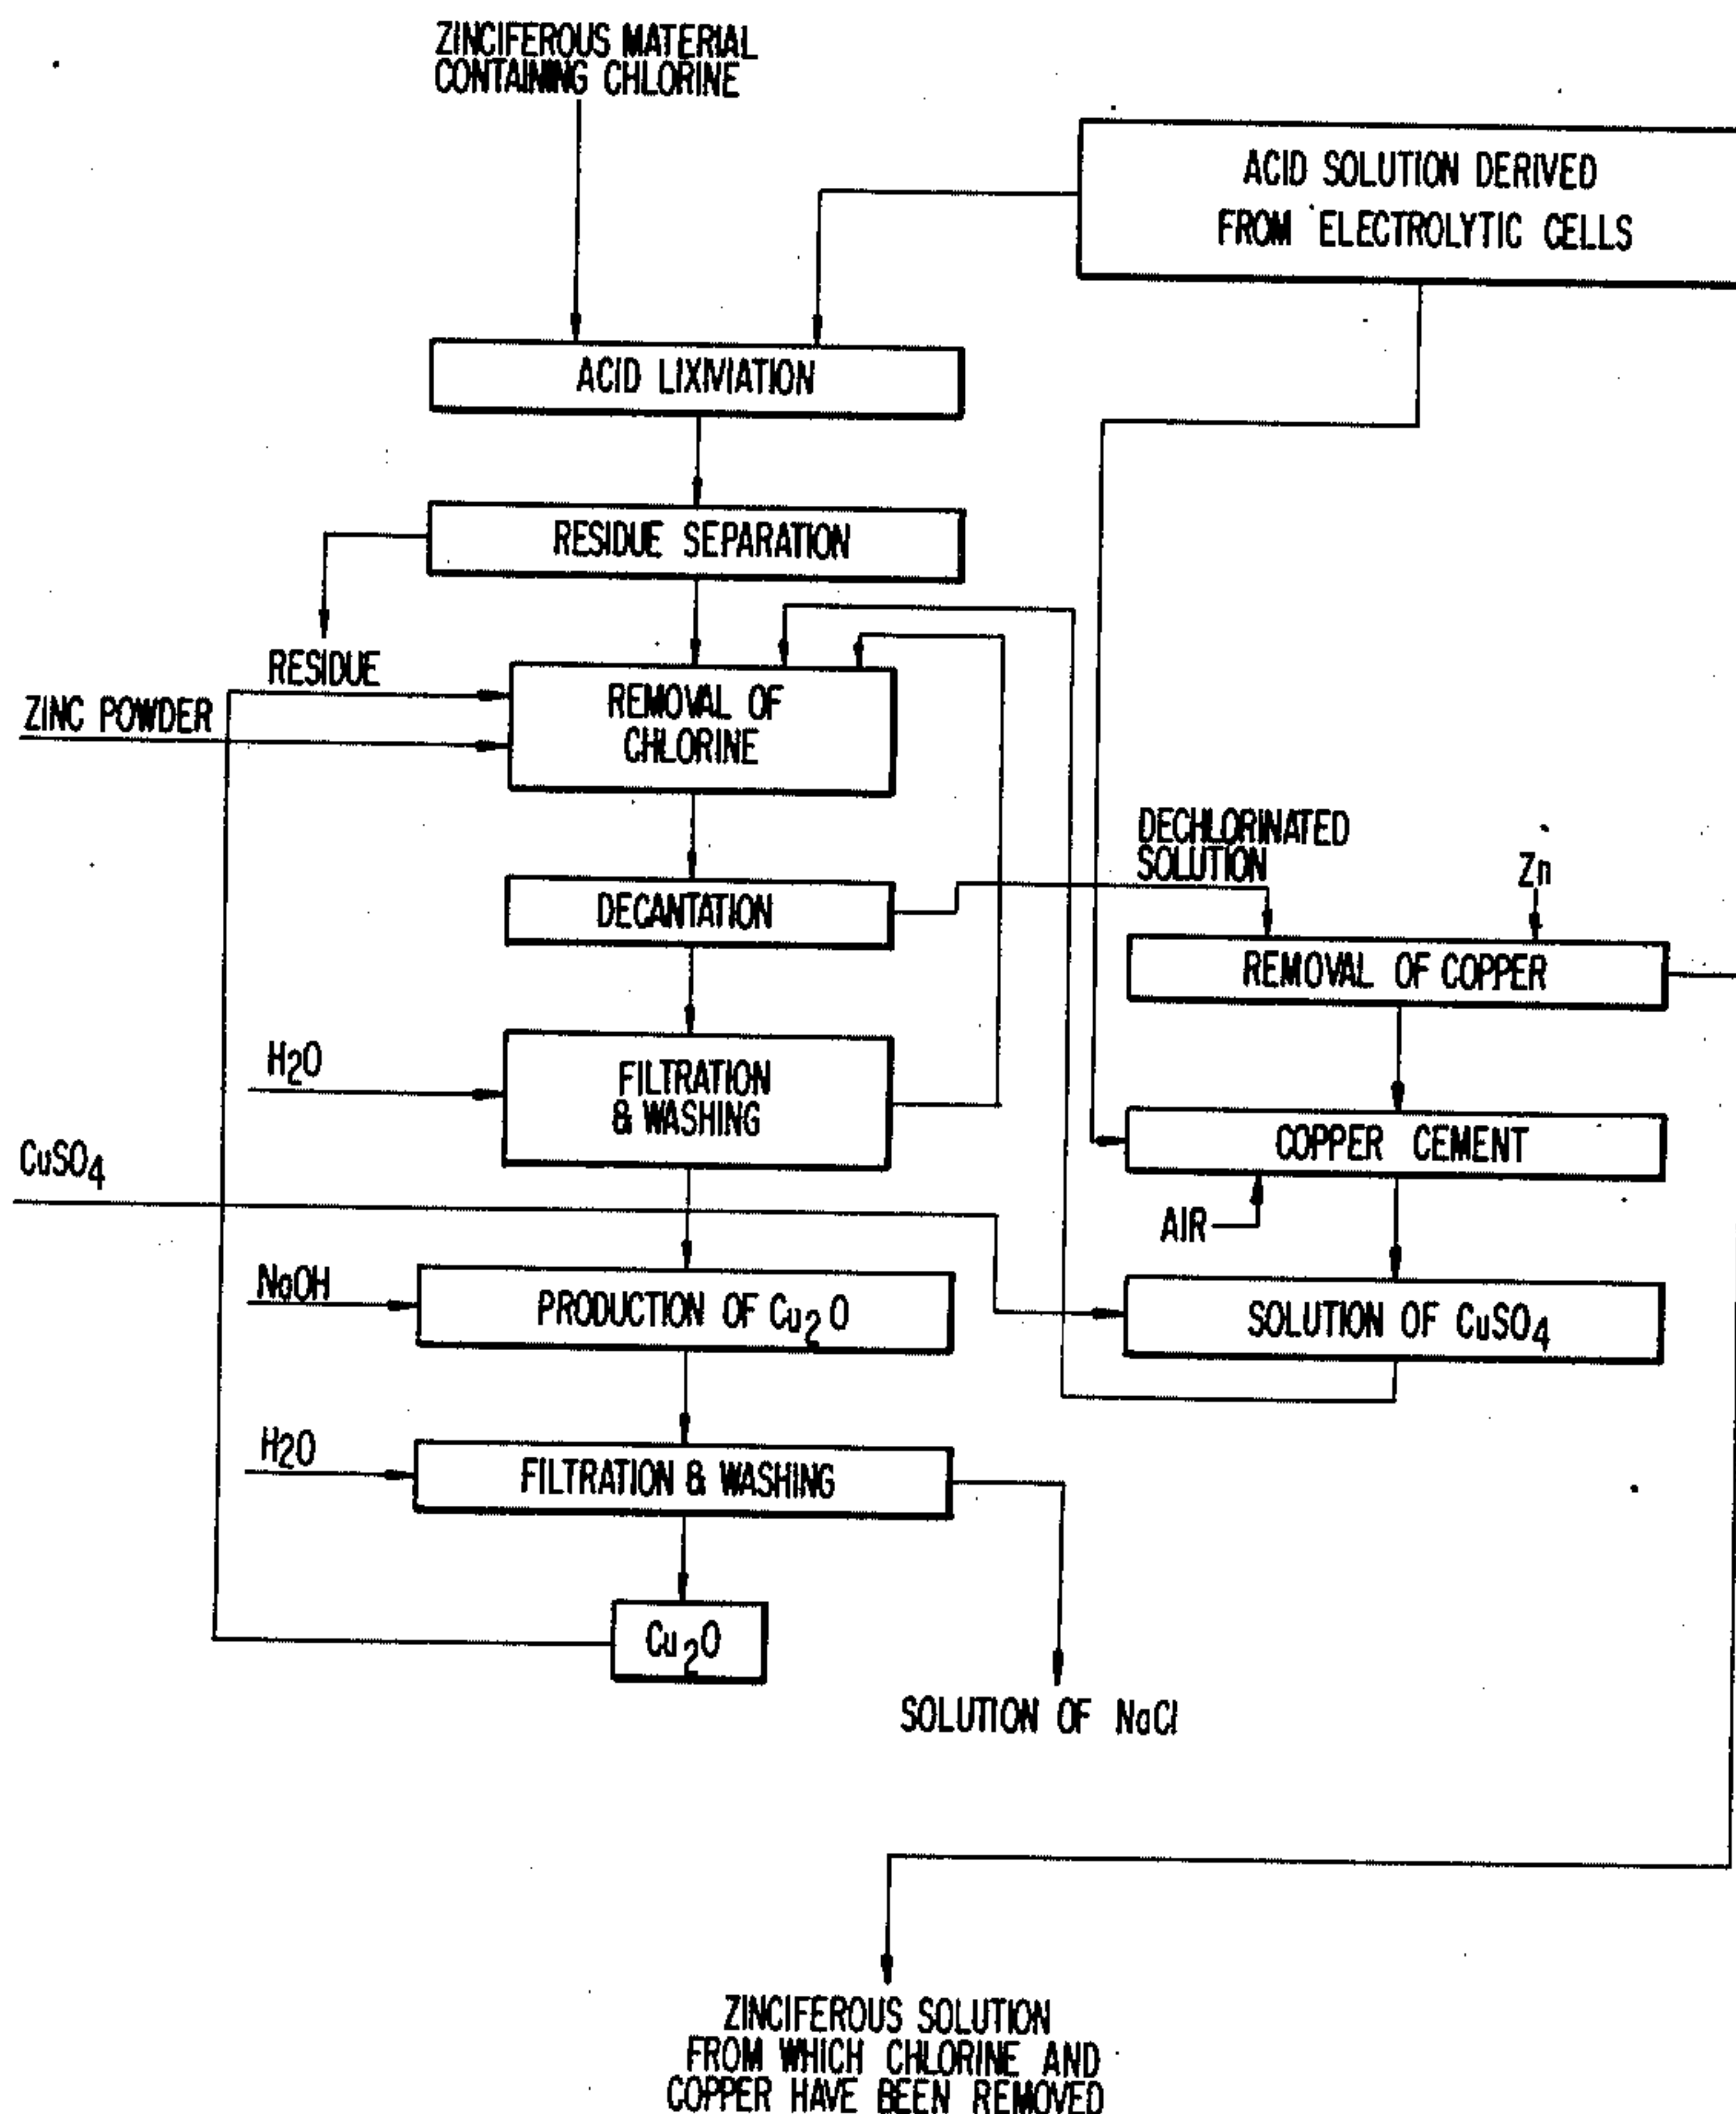 ZINCIFEROUS MATERIAL
CONTAINING CHLORINE
ACID SOLUTION DERIVED
FROM ELECTROLYTIC CELLS
ACID LIXIVIATION
RESIDUE SEPARATION
RESIDUE
ZINC POWDER
REMOVAL OF
CHLORINE
DECHLORINATED
SOLUTION
Zn
DECANTATION
REMOVAL OF COPPER
H2O
FILTRATION
& WASHING
COPPER CEMENT
CuSO4
AIR
NaOH
PRODUCTION OF Cu2O
SOLUTION OF CuSO4
H2O
FILTRATION & WASHING
Cu2O
SOLUTION OF NaCl
ZINCIFEROUS SOLUTION
FROM WHICH CHLORINE AND
COPPER HAVE BEEN REMOVED